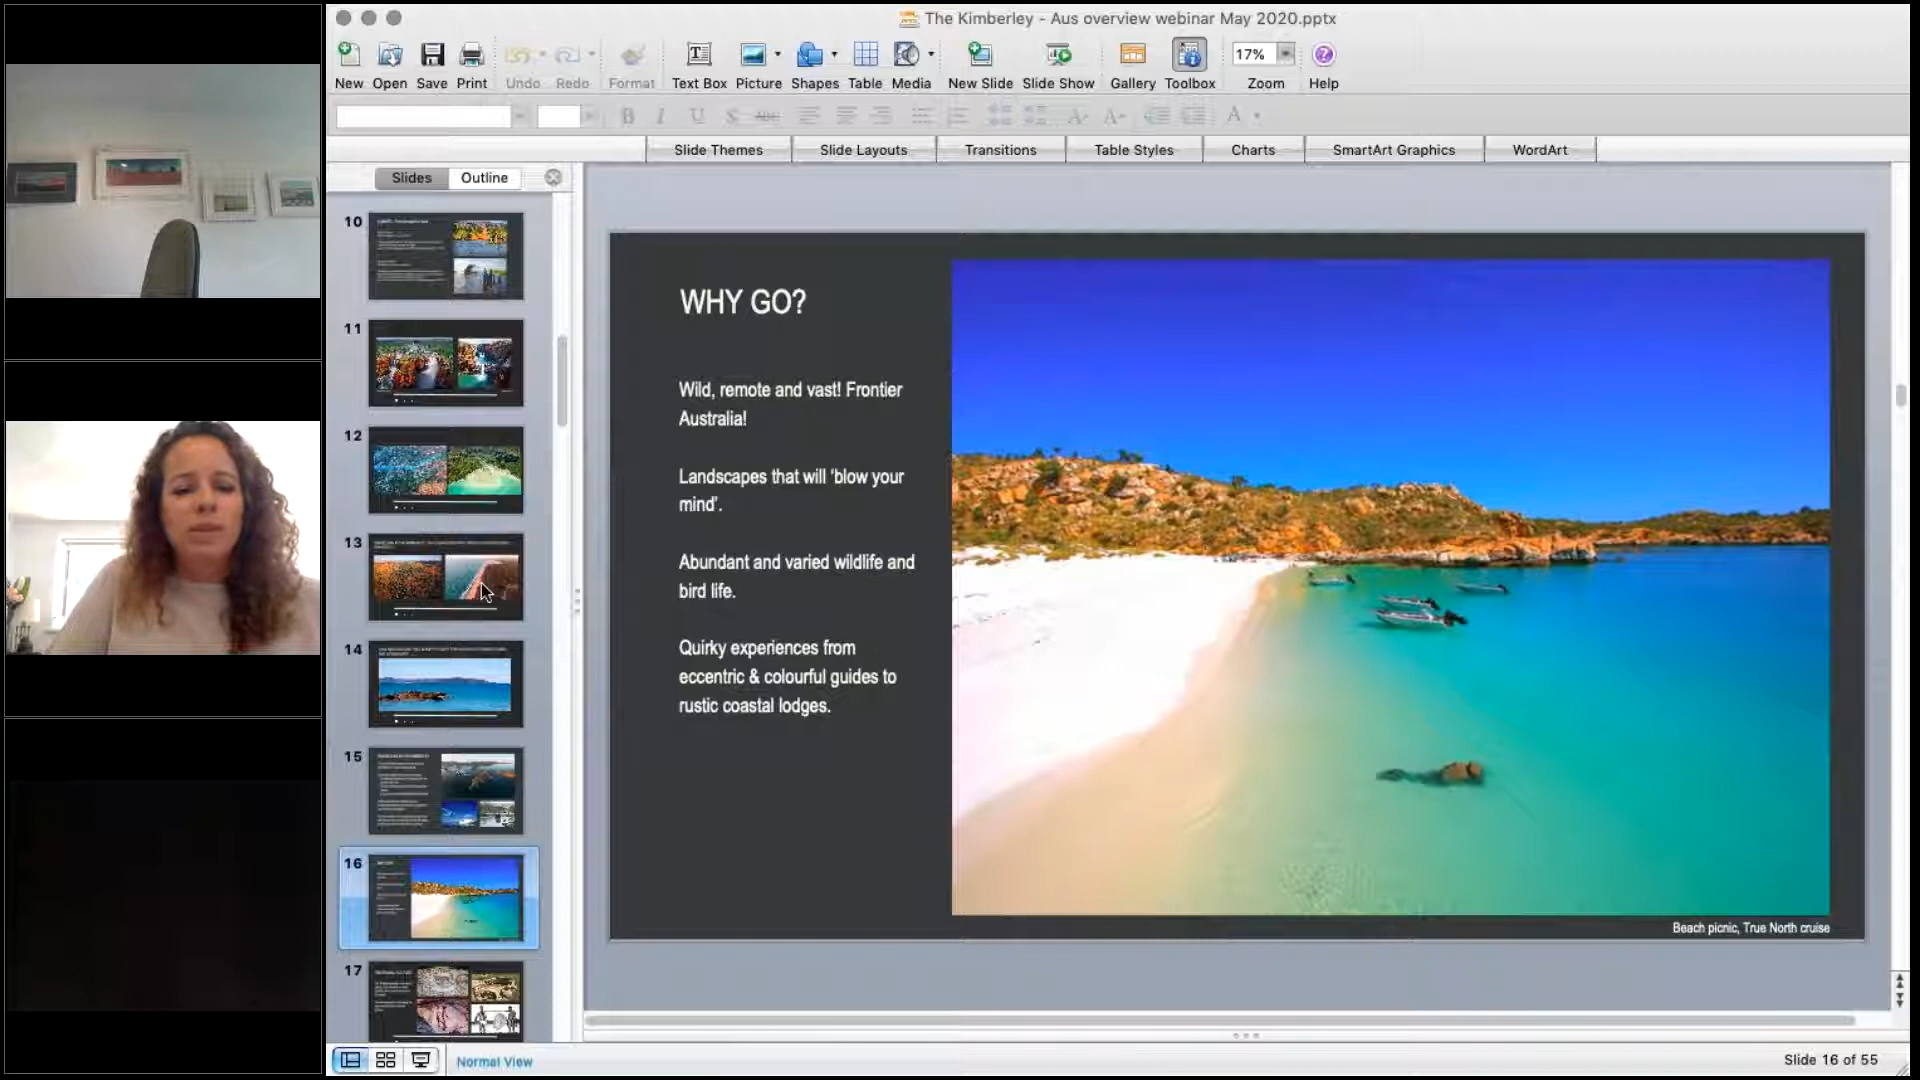 The Kimberley - Aus overview webinar May 2020.pptx
New Open Save Print Undo Redo Format Text Box Picture Shapes Table Media New Slide Slide Show Gallery Toolbox 17% Zoom Help
B I U S ABC A A A
Slide Themes Slide Layouts Transitions Table Styles Charts SmartArt Graphics WordArt
Slides Outline
10
11
12
13
14
15
16
17
WHY GO?
Wild, remote and vast! Frontier
Australia!
Landscapes that will ‘blow your
mind’.
Abundant and varied wildlife and
bird life.
Quirky experiences from
eccentric & colourful guides to
rustic coastal lodges.
Beach picnic, True North cruise
Normal View
Slide 16 of 55